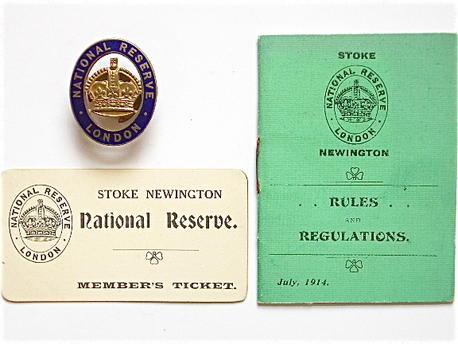 NATIONAL RESERVE
· LONDON ·
NATIONAL RESERVE
· LONDON ·
STOKE NEWINGTON
National Reserve.
MEMBER'S TICKET.
STOKE
NATIONAL RESERVE
· LONDON ·
NEWINGTON
. . RULES . .
AND
REGULATIONS.
July, 1914.